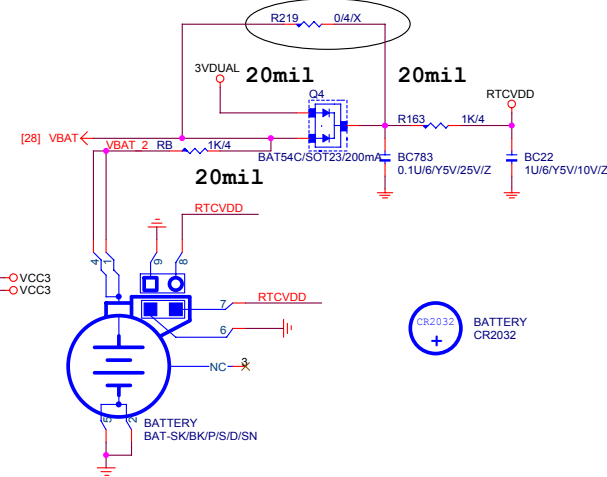 R219 0/4/X
3VDUAL 20mil 20mil
RTCVDD
Q4
R163 1K/4
[28] VBAT
VBAT_2 RB 1K/4
BAT54C/SOT23/200mA
BC783
0.1U/6/Y5V/25V/Z
BC22
1U/6/Y5V/10V/Z
20mil
RTCVDD
4
1
9
8
VCC3
VCC3
7
RTCVDD
6
CR2032
+
BATTERY
CR2032
NC
3
5
2
BATTERY
BAT-SK/BK/P/S/D/SN